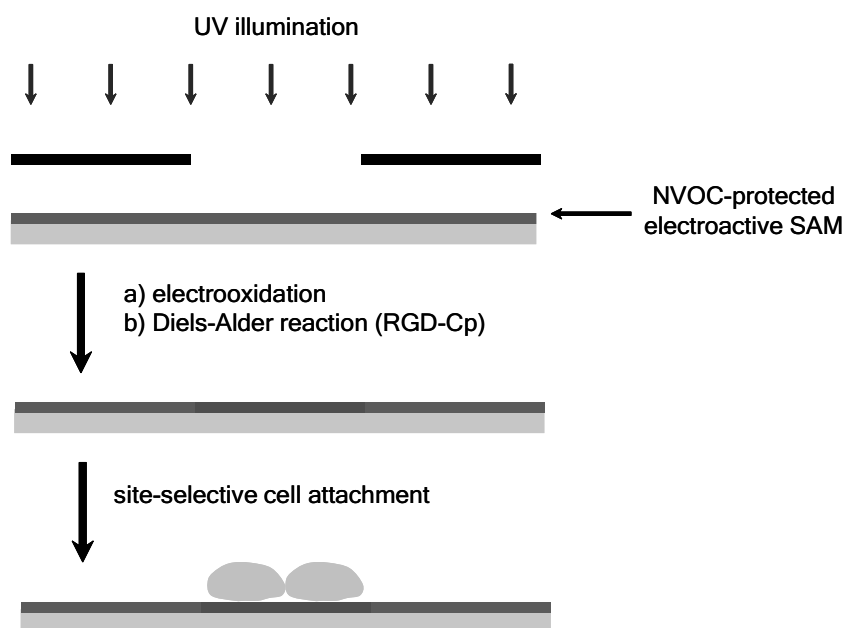 UV illumination
NVOC-protected
electroactive SAM
a) electrooxidation
b) Diels-Alder reaction (RGD-Cp)
site-selective cell attachment